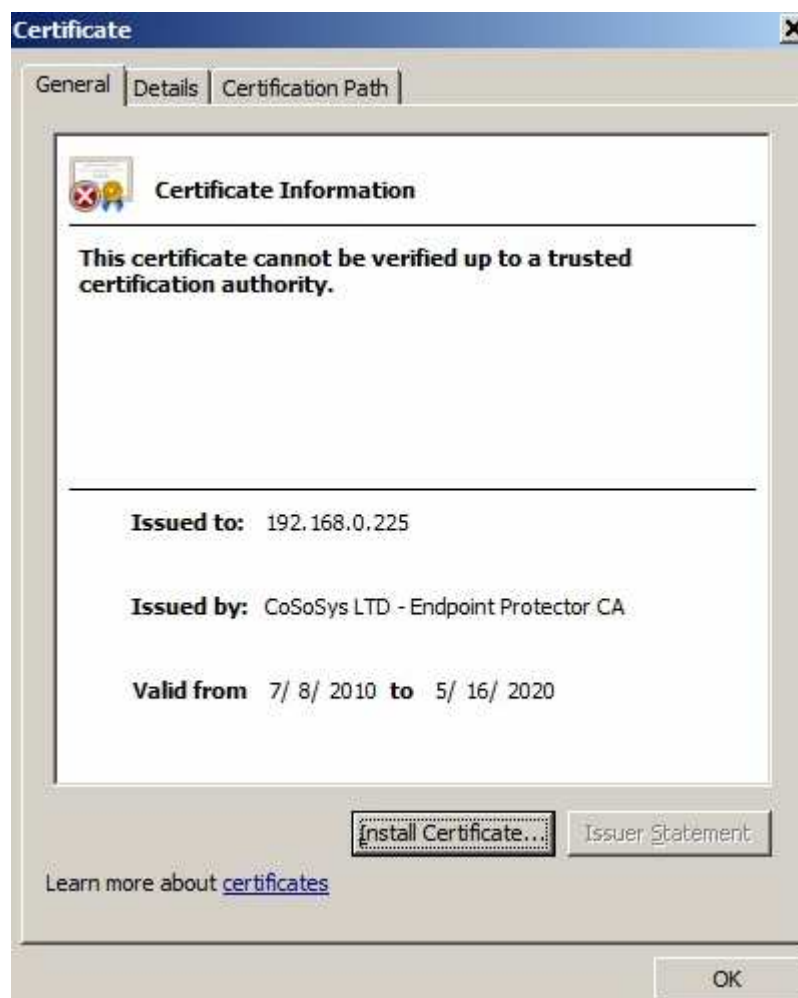 Certificate
General Details Certification Path
Certificate Information
This certificate cannot be verified up to a trusted
certification authority.
Issued to: 192.168.0.225
Issued by: CoSoSys LTD - Endpoint Protector CA
Valid from 7/ 8/ 2010 to 5/ 16/ 2020
Install Certificate... Issuer Statement
Learn more about certificates
OK